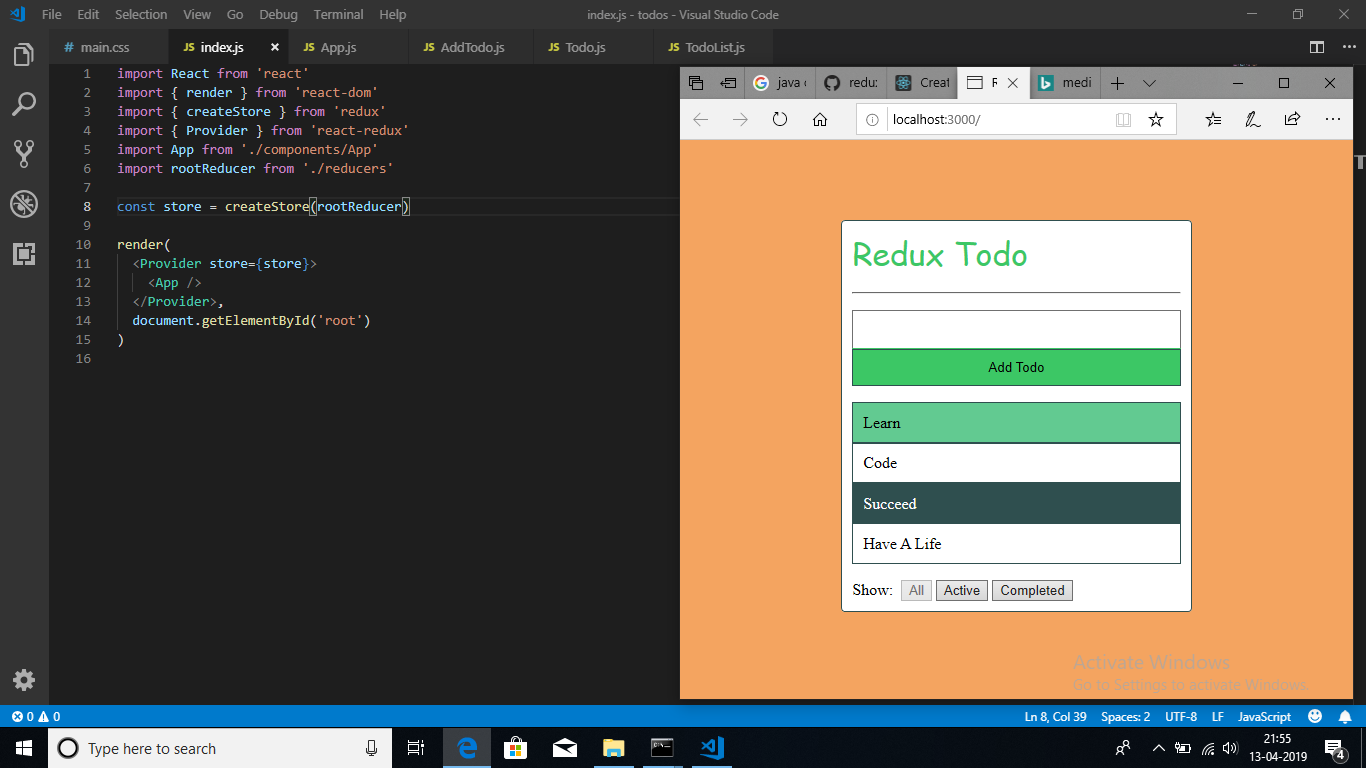 File Edit Selection View Go Debug Terminal Help
index.js - todos - Visual Studio Code
# main.css
JS index.js
JS App.js
JS AddTodo.js
JS Todo.js
JS TodoList.js
1 import React from 'react'
2 import { render } from 'react-dom'
3 import { createStore } from 'redux'
4 import { Provider } from 'react-redux'
5 import App from './components/App'
6 import rootReducer from './reducers'
7
8 const store = createStore(rootReducer)
9
10 render(
11 <Provider store={store}>
12 <App />
13 </Provider>,
14 document.getElementById('root')
15 )
16
java
redu
Creat
R
medi
localhost:3000/
Redux Todo
Add Todo
Learn
Code
Succeed
Have A Life
Show: All Active Completed
Activate Windows
Go to Settings to activate Windows.
0 0
Ln 8, Col 39 Spaces: 2 UTF-8 LF JavaScript
Type here to search
21:55
13-04-2019
4